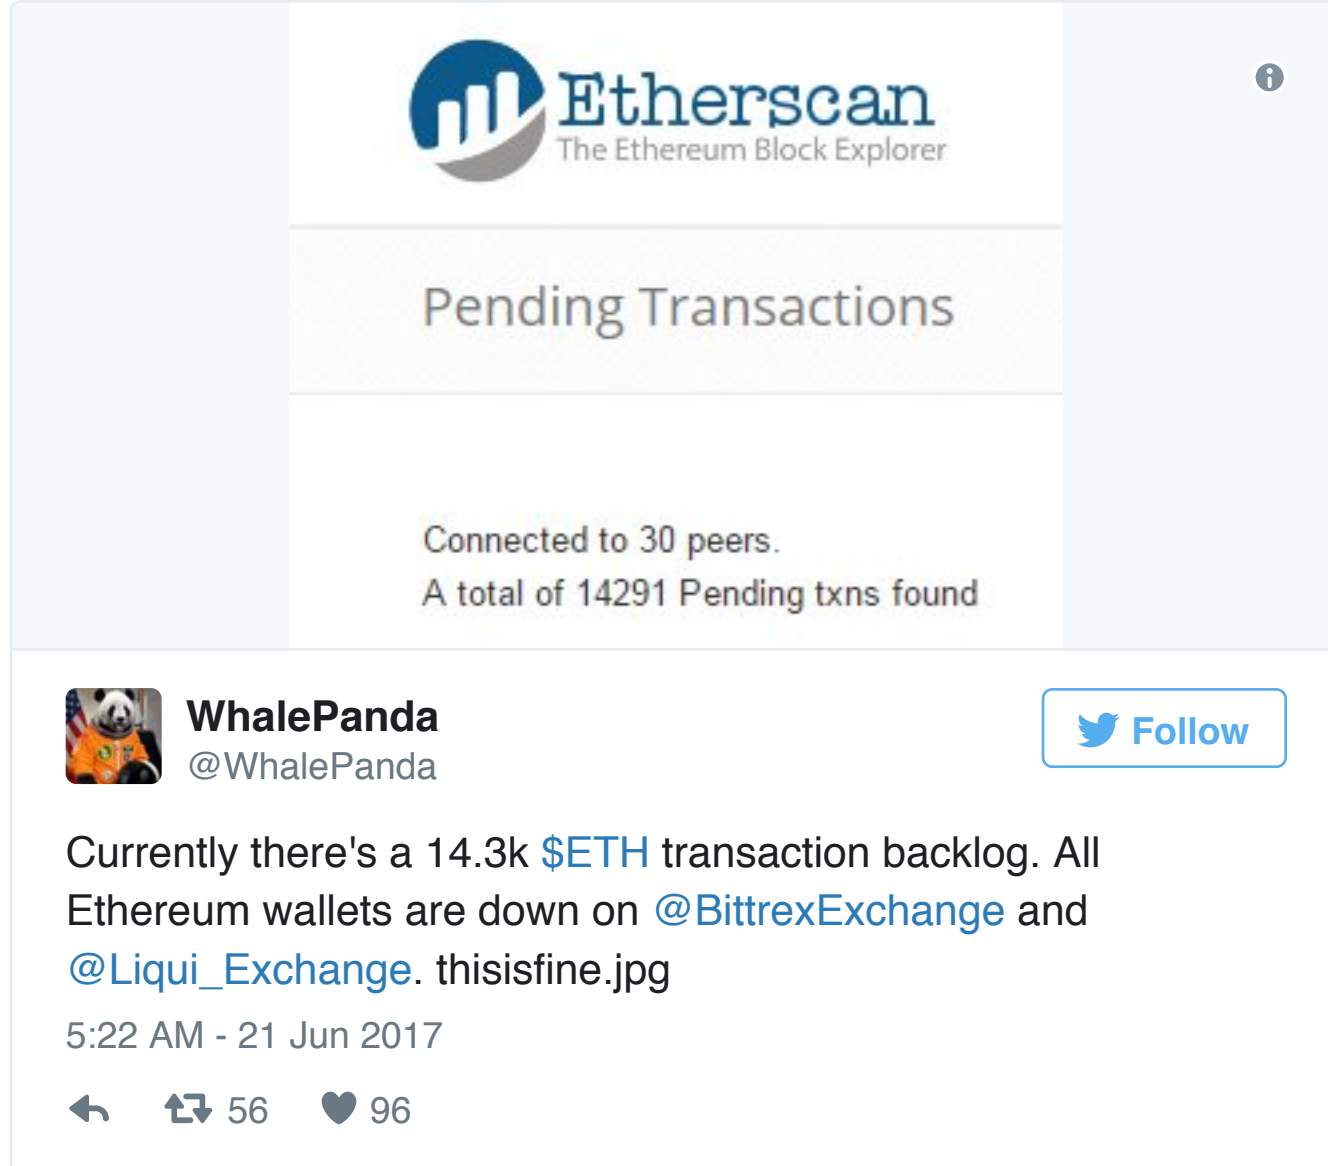 Etherscan
The Ethereum Block Explorer
Pending Transactions
Connected to 30 peers.
A total of 14291 Pending txns found
WhalePanda
@WhalePanda
Follow
Currently there's a 14.3k $ETH transaction backlog. All
Ethereum wallets are down on @BittrexExchange and
@Liqui_Exchange. thisisfine.jpg
5:22 AM - 21 Jun 2017
56 96